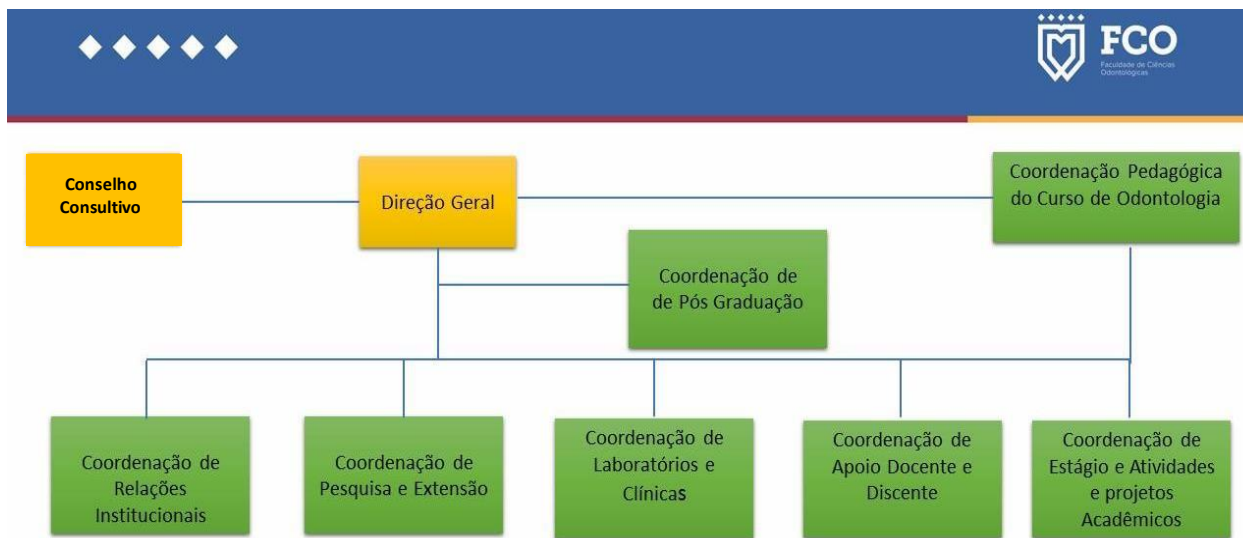 FCO
Faculdade de Ciências
Odontológicas
Conselho
Consultivo
Direção Geral
Coordenação Pedagógica
do Curso de Odontologia
Coordenação de
de Pós Graduação
Coordenação de
Relações
Institucionais
Coordenação de
Pesquisa e Extensão
Coordenação de
Laboratórios e
Clínicas
Coordenação de
Apoio Docente e
Discente
Coordenação de
Estágio e Atividades
e projetos
Acadêmicos